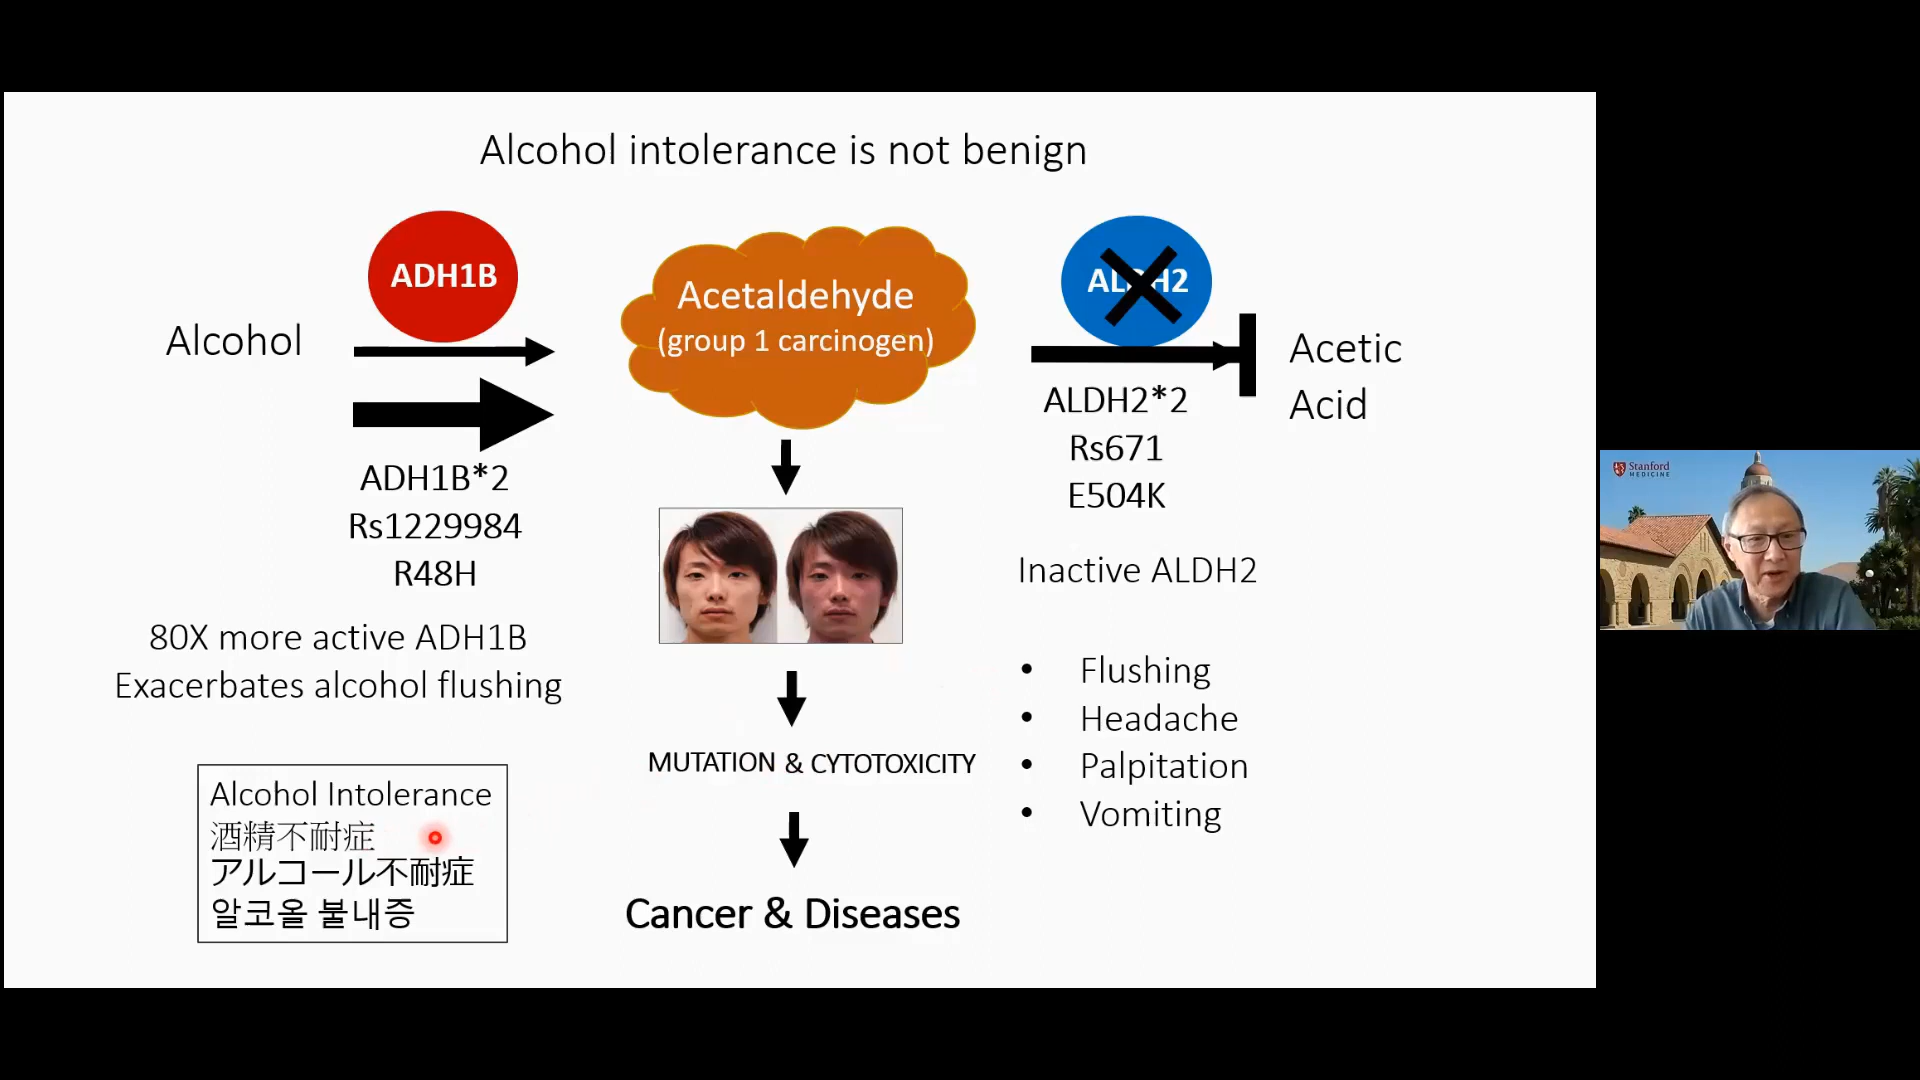 Alcohol intolerance is not benign
ADH1B
Alcohol
Acetaldehyde
(group 1 carcinogen)
ALDH2
Acetic
Acid
ADH1B*2
Rs1229984
R48H
80X more active ADH1B
Exacerbates alcohol flushing
ALDH2*2
Rs671
E504K
Inactive ALDH2
• Flushing
• Headache
• Palpitation
• Vomiting
MUTATION & CYTOTOXICITY
Cancer & Diseases
Alcohol Intolerance
酒精不耐症
アルコール不耐症
알코올 불내증
Stanford
MEDICINE